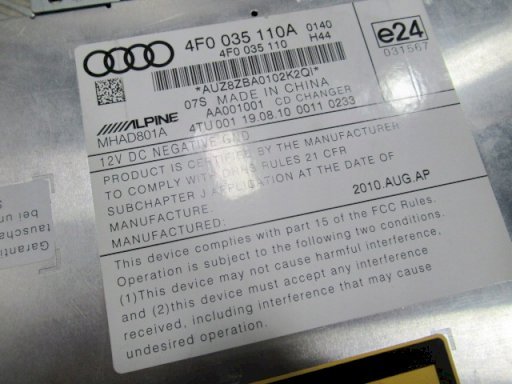 4F0 035 110A 0140
4F0 035 110 H44
e24
031567
*AUZ8ZBA0102K2QI*
07S MADE IN CHINA
AA001001 CD CHANGER
4TU 001 19.08.10 0011 0233
ALPINE
MHAD801A
12V DC NEGATIVE GND
PRODUCT IS CERTIFIED BY THE MANUFACTURER
TO COMPLY WITH DHHS RULES 21 CFR
SUBCHAPTER J APPLICATION AT THE DATE OF
MANUFACTURE.
MANUFACTURED: 2010.AUG.AP
This device complies with part 15 of the FCC Rules.
Operation is subject to the following two conditions.
(1)This device may not cause harmful interference,
and (2)this device must accept any interference
received, including interference that may cause
undesired operation.
Garantie
tauschan
bei un